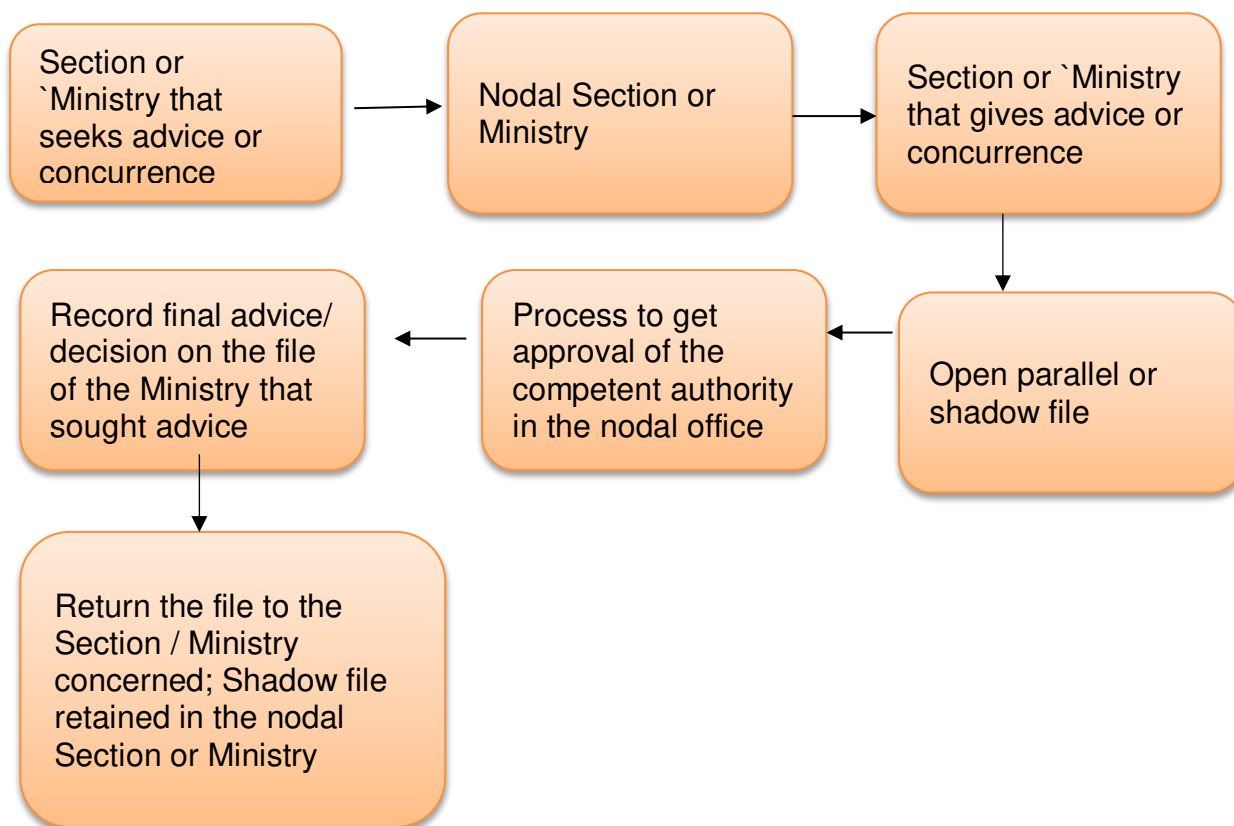 Section or
`Ministry that
seeks advice or
concurrence
Nodal Section or
Ministry
Section or `Ministry
that gives advice or
concurrence
Open parallel or
shadow file
Process to get
approval of the
competent authority
in the nodal office
Record final advice/
decision on the file
of the Ministry that
sought advice
Return the file to the
Section / Ministry
concerned; Shadow file
retained in the nodal
Section or Ministry